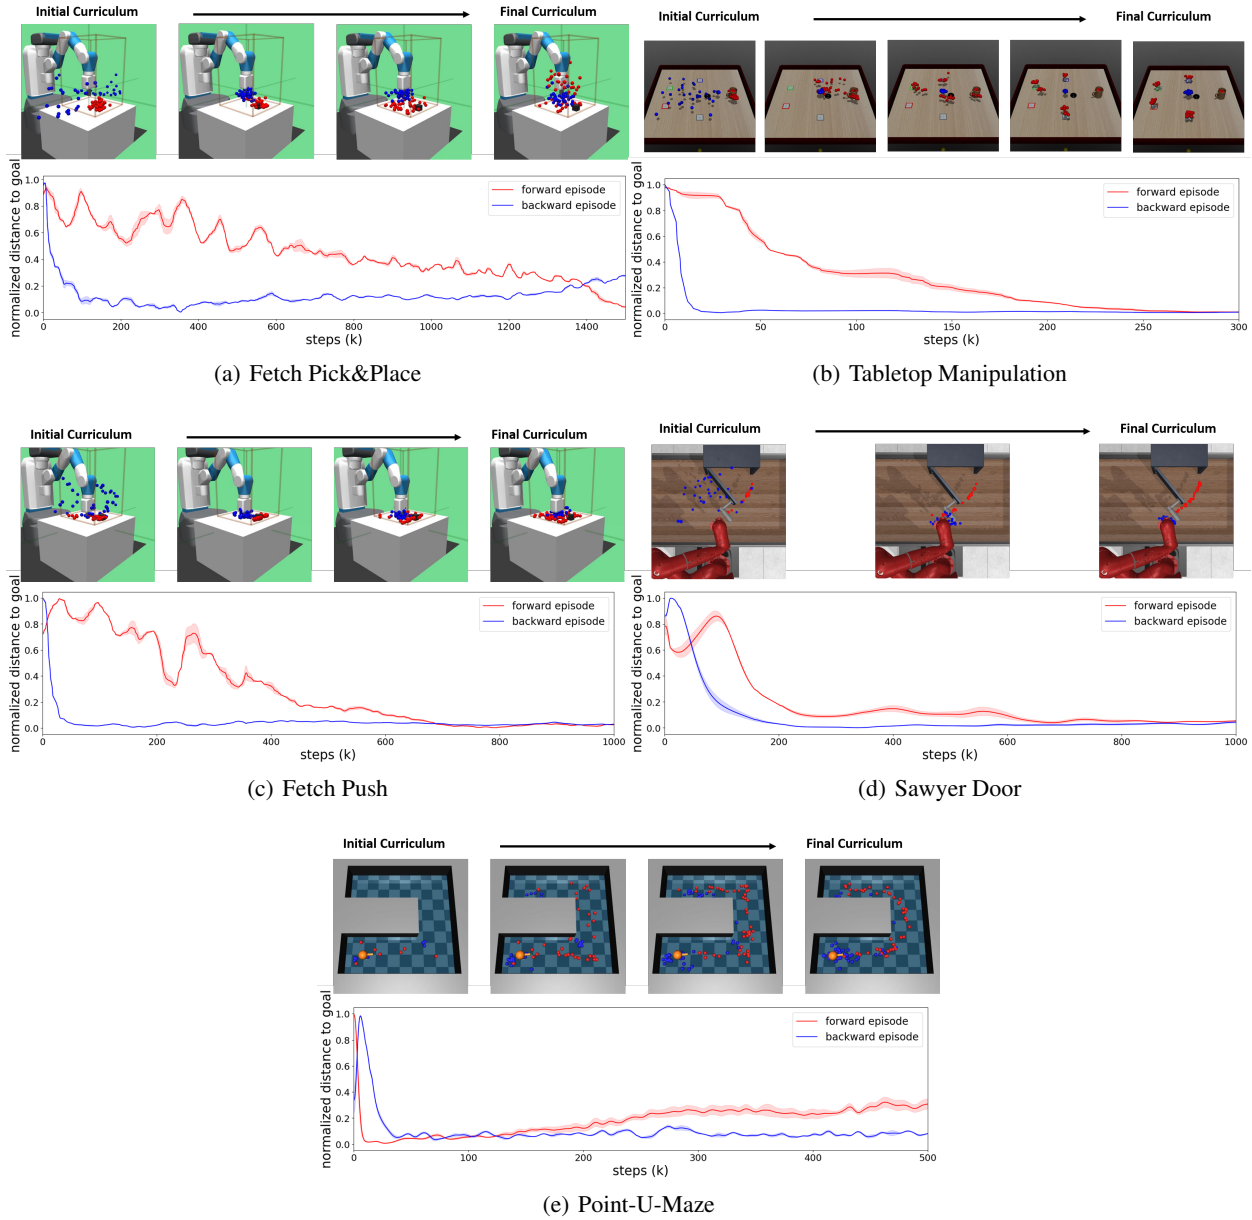 Initial Curriculum
Final Curriculum
normalized distance to goal
1.0
0.8
0.6
0.4
0.2
0.0
forward episode
backward episode
0 200 400 600 800 1000 1200 1400
steps (k)
(a) Fetch Pick&Place
Initial Curriculum
Final Curriculum
normalized distance to goal
1.0
0.8
0.6
0.4
0.2
0.0
forward episode
backward episode
0 50 100 150 200 250 300
steps (k)
(b) Tabletop Manipulation
Initial Curriculum
Final Curriculum
normalized distance to goal
1.0
0.8
0.6
0.4
0.2
0.0
forward episode
backward episode
0 200 400 600 800 1000
steps (k)
(c) Fetch Push
Initial Curriculum
Final Curriculum
normalized distance to goal
1.0
0.8
0.6
0.4
0.2
0.0
forward episode
backward episode
0 200 400 600 800 1000
steps (k)
(d) Sawyer Door
Initial Curriculum
Final Curriculum
normalized distance to goal
1.0
0.8
0.6
0.4
0.2
0.0
forward episode
backward episode
0 100 200 300 400 500
steps (k)
(e) Point-U-Maze